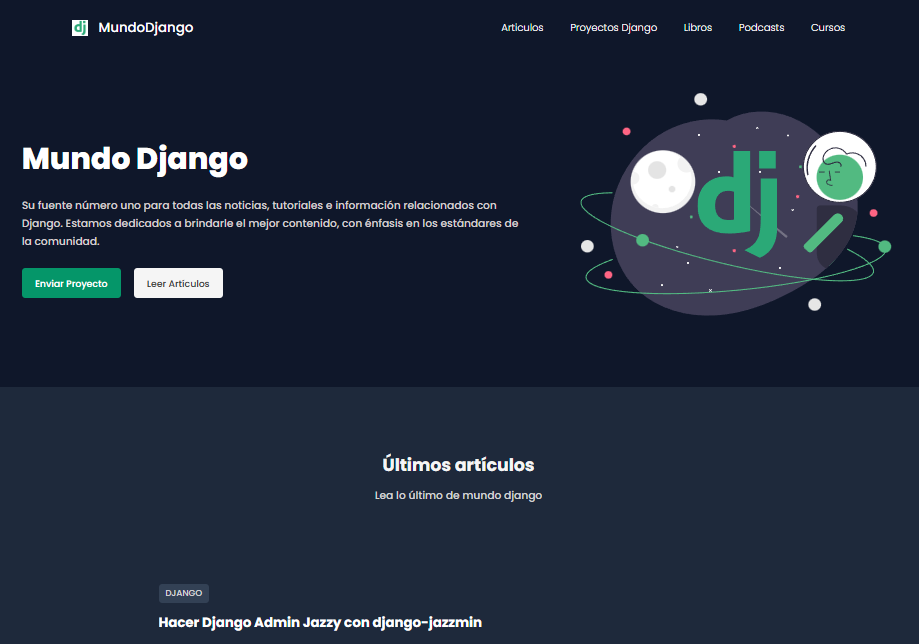 dj MundoDjango
Articulos Proyectos Django Libros Podcasts Cursos
Mundo Django
Su fuente número uno para todas las noticias, tutoriales e información relacionados con
Django. Estamos dedicados a brindarle el mejor contenido, con énfasis en los estándares de
la comunidad.
Enviar Proyecto Leer Articulos
dj
Últimos artículos
Lea lo último de mundo django
DJANGO
Hacer Django Admin Jazzy con django-jazzmin